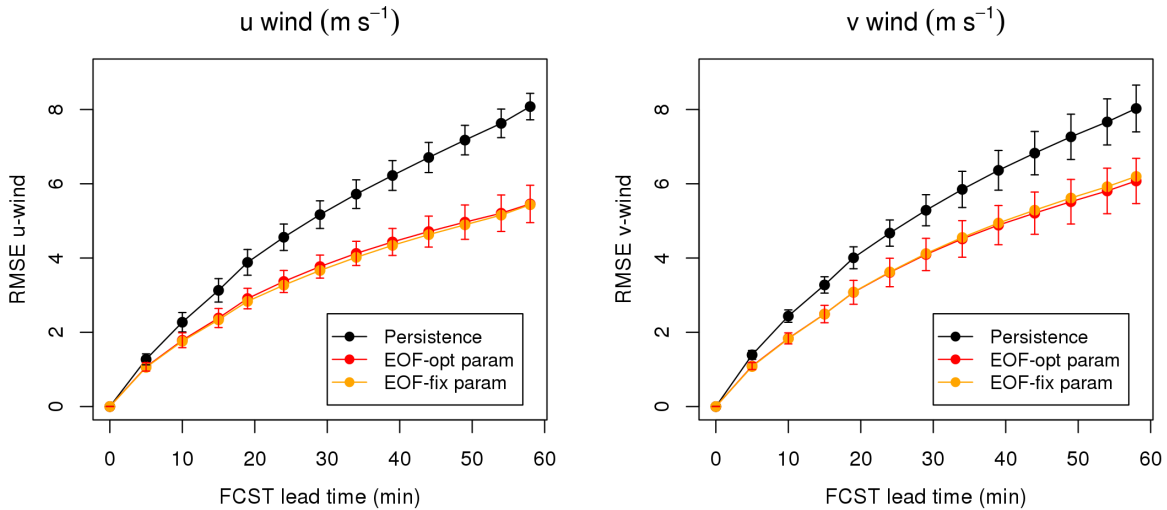 u wind (m s⁻¹)
RMSE u-wind
8
6
4
2
0
Persistence
EOF-opt param
EOF-fix param
0 10 20 30 40 50 60
FCST lead time (min)
v wind (m s⁻¹)
RMSE v-wind
8
6
4
2
0
Persistence
EOF-opt param
EOF-fix param
0 10 20 30 40 50 60
FCST lead time (min)